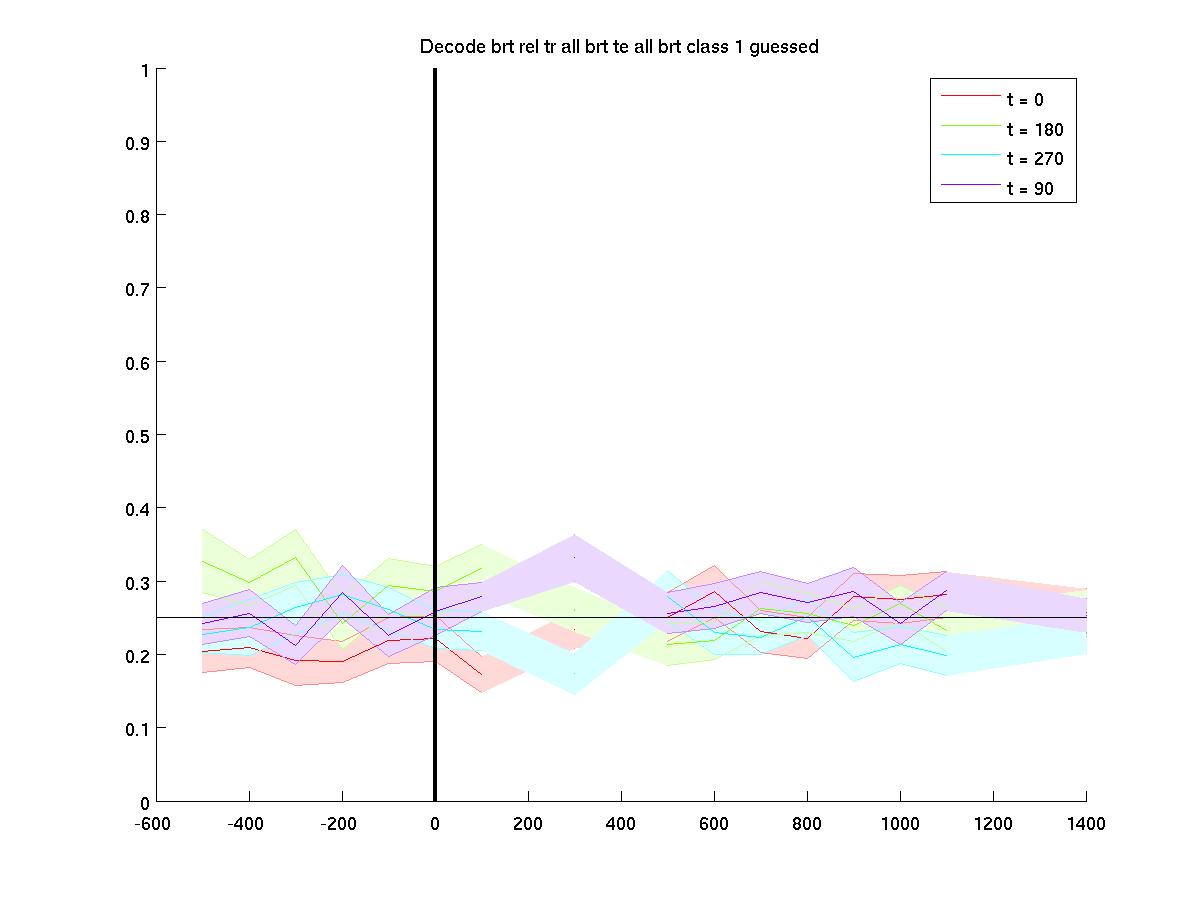 Decode brt rel tr all brt te all brt class 1 guessed
1
0.9
0.8
0.7
0.6
0.5
0.4
0.3
0.2
0.1
0
-600 -400 -200 0 200 400 600 800 1000 1200 1400
t = 0
t = 180
t = 270
t = 90